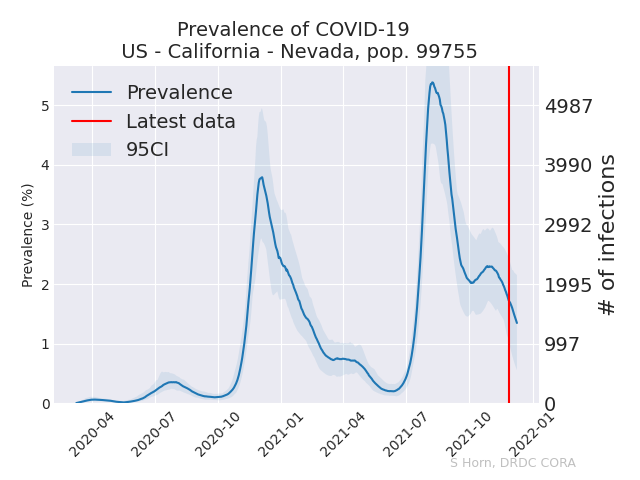 Prevalence of COVID-19
US - California - Nevada, pop. 99755
Prevalence
Latest data
95CI
Prevalence (%)
5
4
3
2
1
0
4987
3990
2992
1995
997
0
# of infections
2020-04
2020-07
2020-10
2021-01
2021-04
2021-07
2021-10
2022-01
S Horn, DRDC CORA